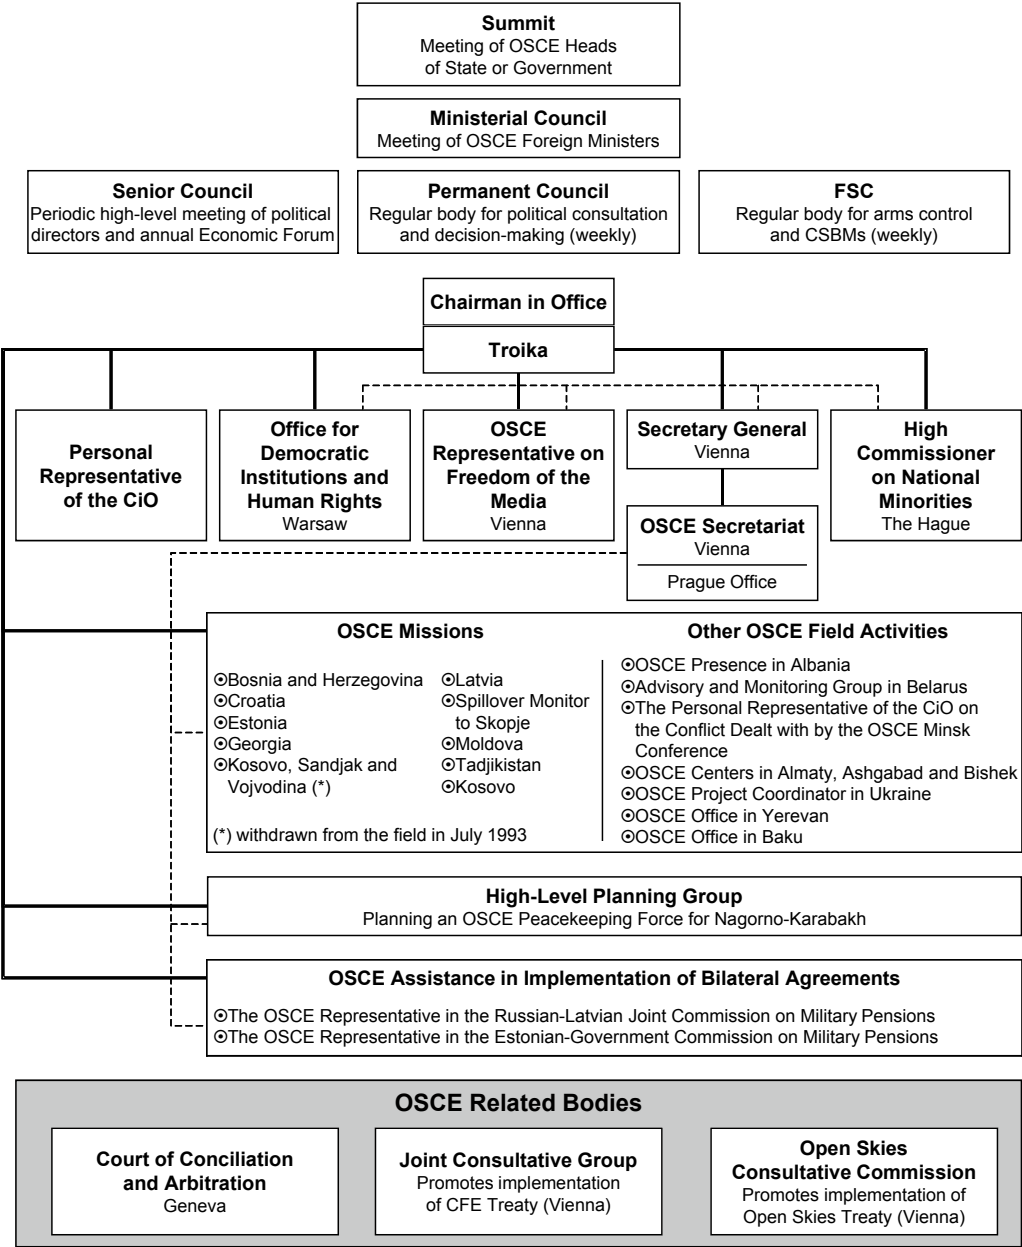 Summit
Meeting of OSCE Heads
of State or Government
Ministerial Council
Meeting of OSCE Foreign Ministers
Senior Council
Periodic high-level meeting of political
directors and annual Economic Forum
Permanent Council
Regular body for political consultation
and decision-making (weekly)
FSC
Regular body for arms control
and CSBMs (weekly)
Chairman in Office
Troika
Personal
Representative
of the CiO
Office for
Democratic
Institutions and
Human Rights
Warsaw
OSCE
Representative on
Freedom of the
Media
Vienna
Secretary General
Vienna
OSCE Secretariat
Vienna
Prague Office
High
Commissioner
on National
Minorities
The Hague
OSCE Missions
Bosnia and Herzegovina
Croatia
Estonia
Georgia
Kosovo, Sandjak and
Vojvodina (*)
Latvia
Spillover Monitor
to Skopje
Moldova
Tadjikistan
Kosovo
(*) withdrawn from the field in July 1993
Other OSCE Field Activities
OSCE Presence in Albania
Advisory and Monitoring Group in Belarus
The Personal Representative of the CiO on
the Conflict Dealt with by the OSCE Minsk
Conference
OSCE Centers in Almaty, Ashgabad and Bishek
OSCE Project Coordinator in Ukraine
OSCE Office in Yerevan
OSCE Office in Baku
High-Level Planning Group
Planning an OSCE Peacekeeping Force for Nagorno-Karabakh
OSCE Assistance in Implementation of Bilateral Agreements
The OSCE Representative in the Russian-Latvian Joint Commission on Military Pensions
The OSCE Representative in the Estonian-Government Commission on Military Pensions
OSCE Related Bodies
Court of Conciliation
and Arbitration
Geneva
Joint Consultative Group
Promotes implementation
of CFE Treaty (Vienna)
Open Skies
Consultative Commission
Promotes implementation of
Open Skies Treaty (Vienna)